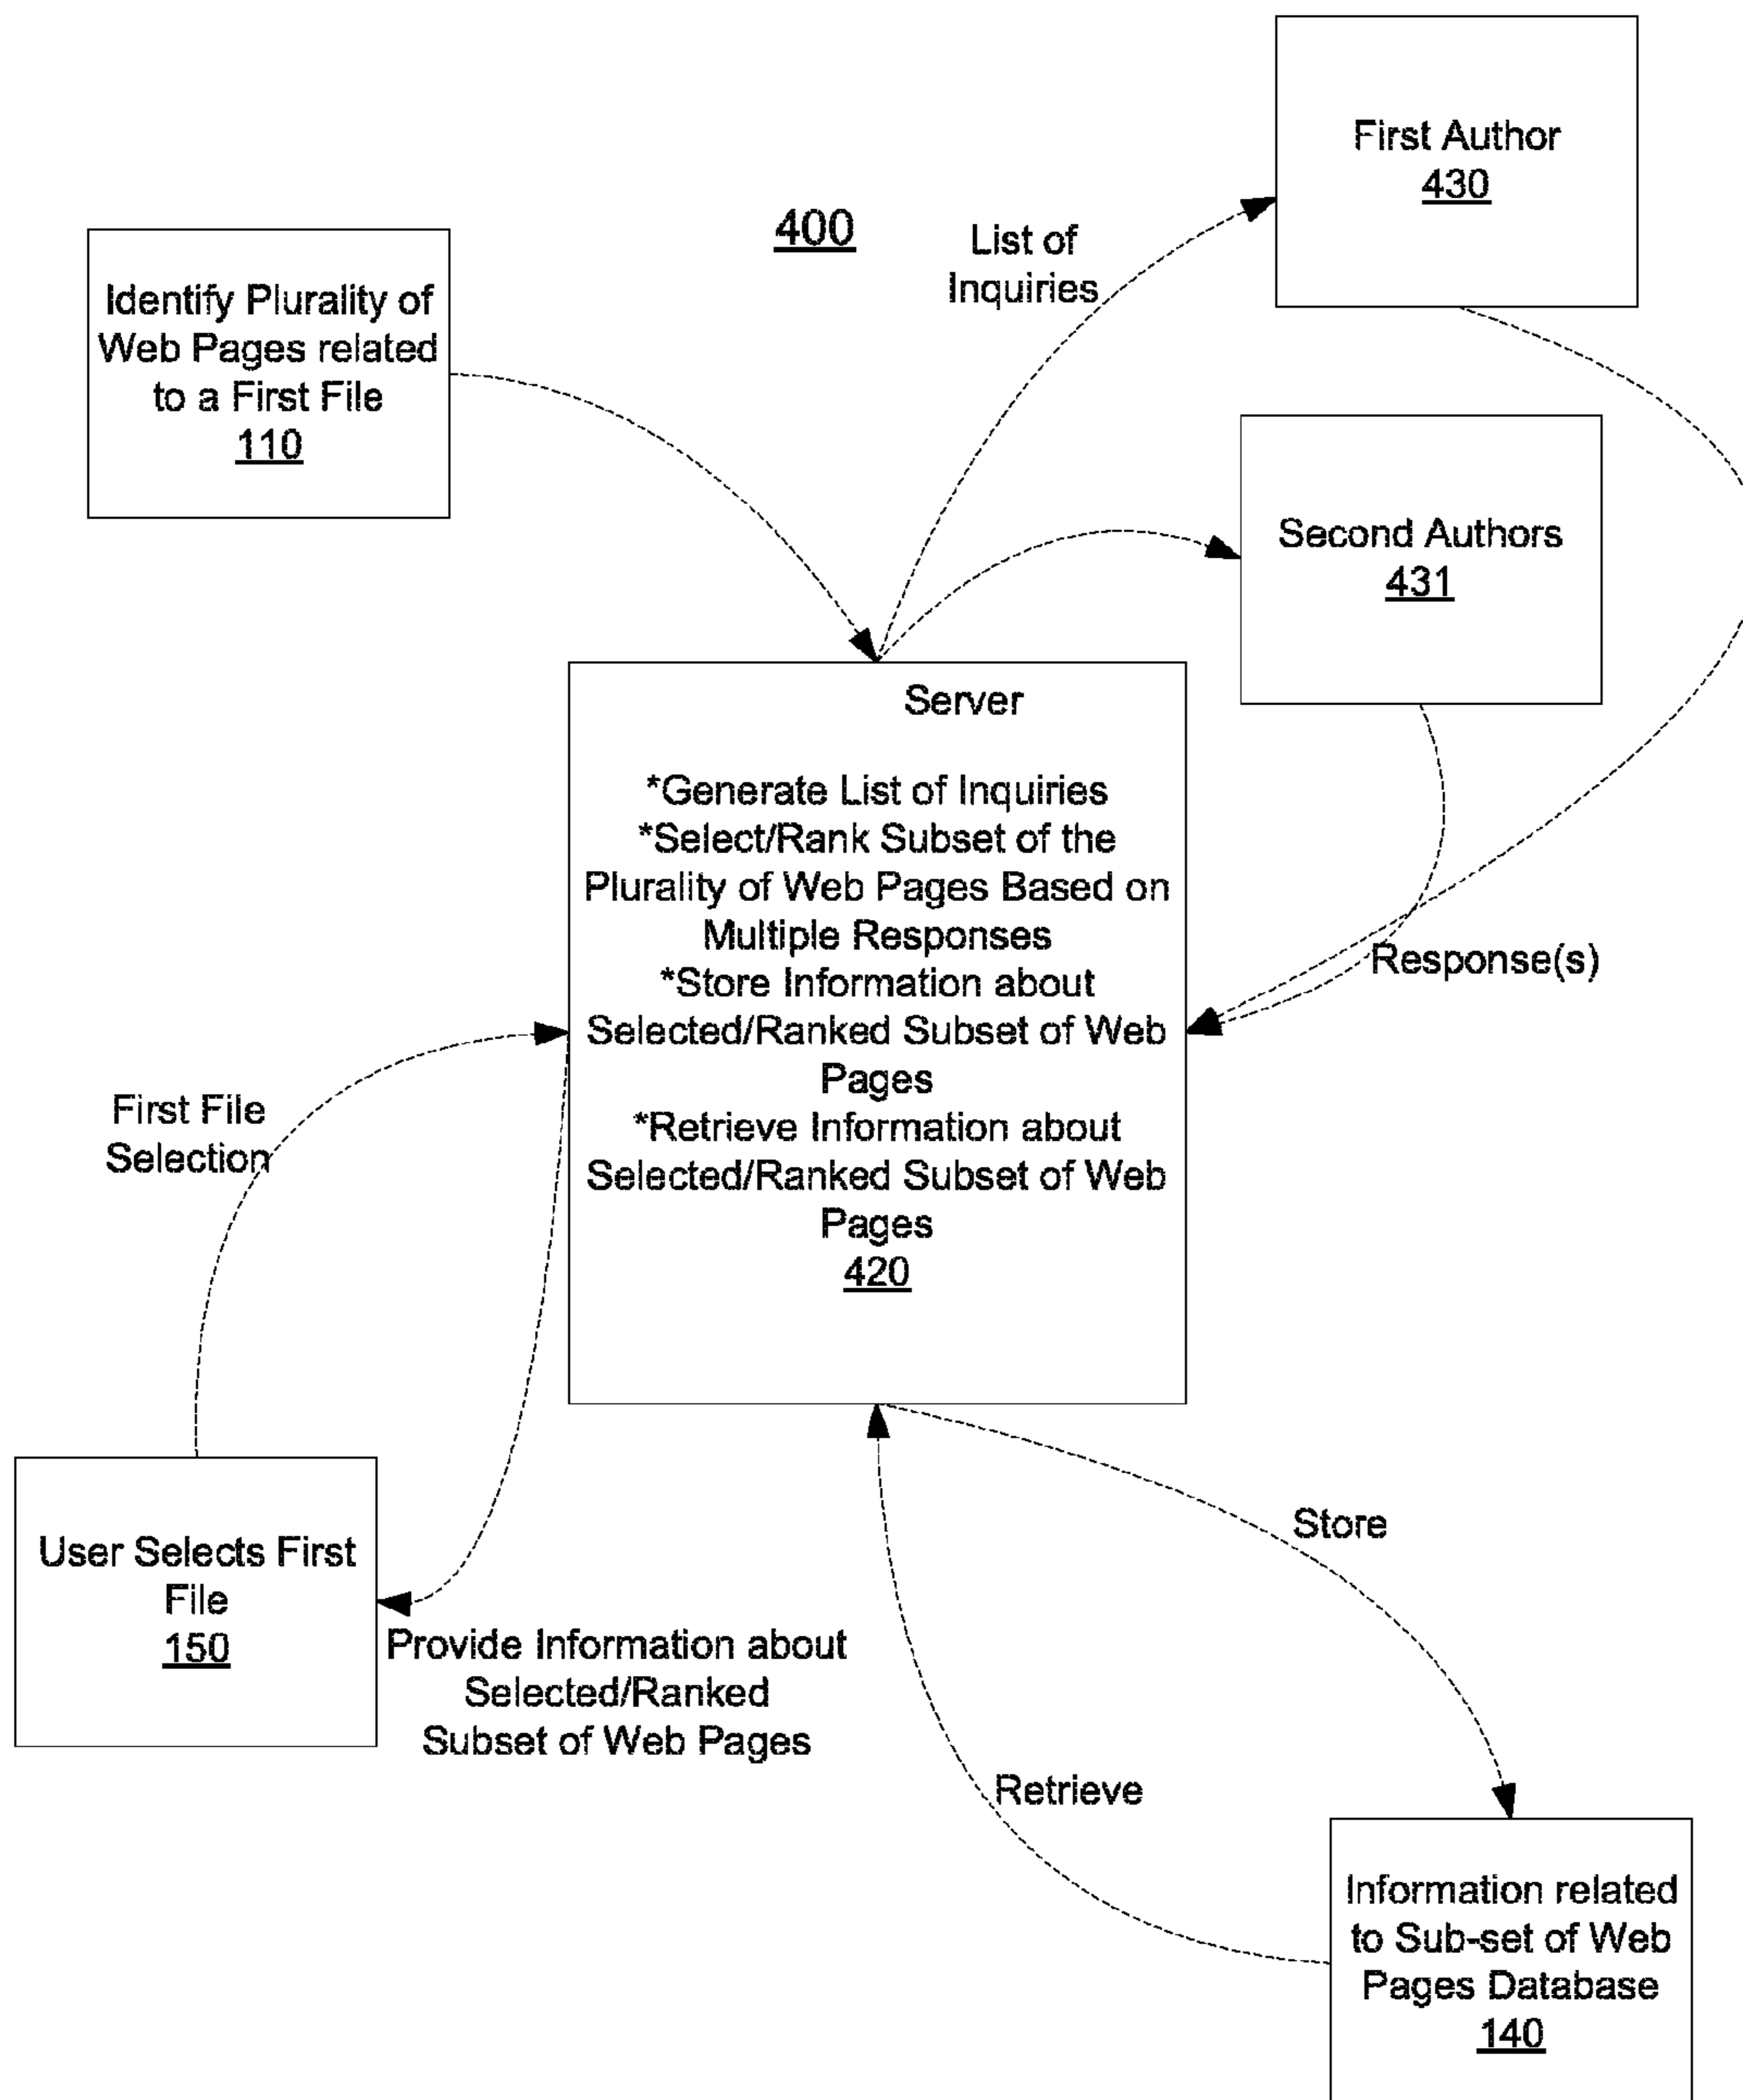 First Author
430
400
List of
Inquiries
Identify Plurality of
Web Pages related
to a First File
110
Second Authors
431
Server
*Generate List of Inquiries
*Select/Rank Subset of the
Plurality of Web Pages Based on
Multiple Responses
*Store Information about
Selected/Ranked Subset of Web
Pages
*Retrieve Information about
Selected/Ranked Subset of Web
Pages
420
Response(s)
First File
Selection
User Selects First
File
150
Provide Information about
Selected/Ranked
Subset of Web Pages
Store
Retrieve
Information related
to Sub-set of Web
Pages Database
140